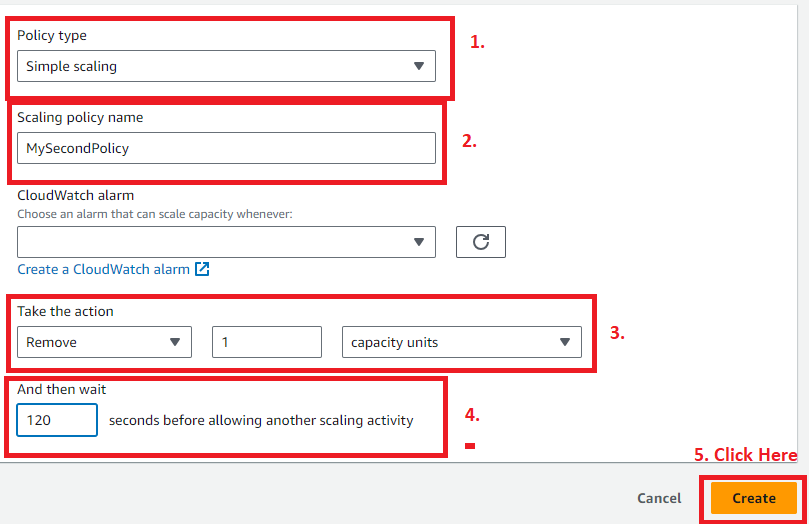 Policy type
1.
Simple scaling
Scaling policy name
2.
MySecondPolicy
CloudWatch alarm
Choose an alarm that can scale capacity whenever:
Create a CloudWatch alarm
Take the action
3.
Remove 1 capacity units
And then wait
4.
120 seconds before allowing another scaling activity
5. Click Here
Cancel Create